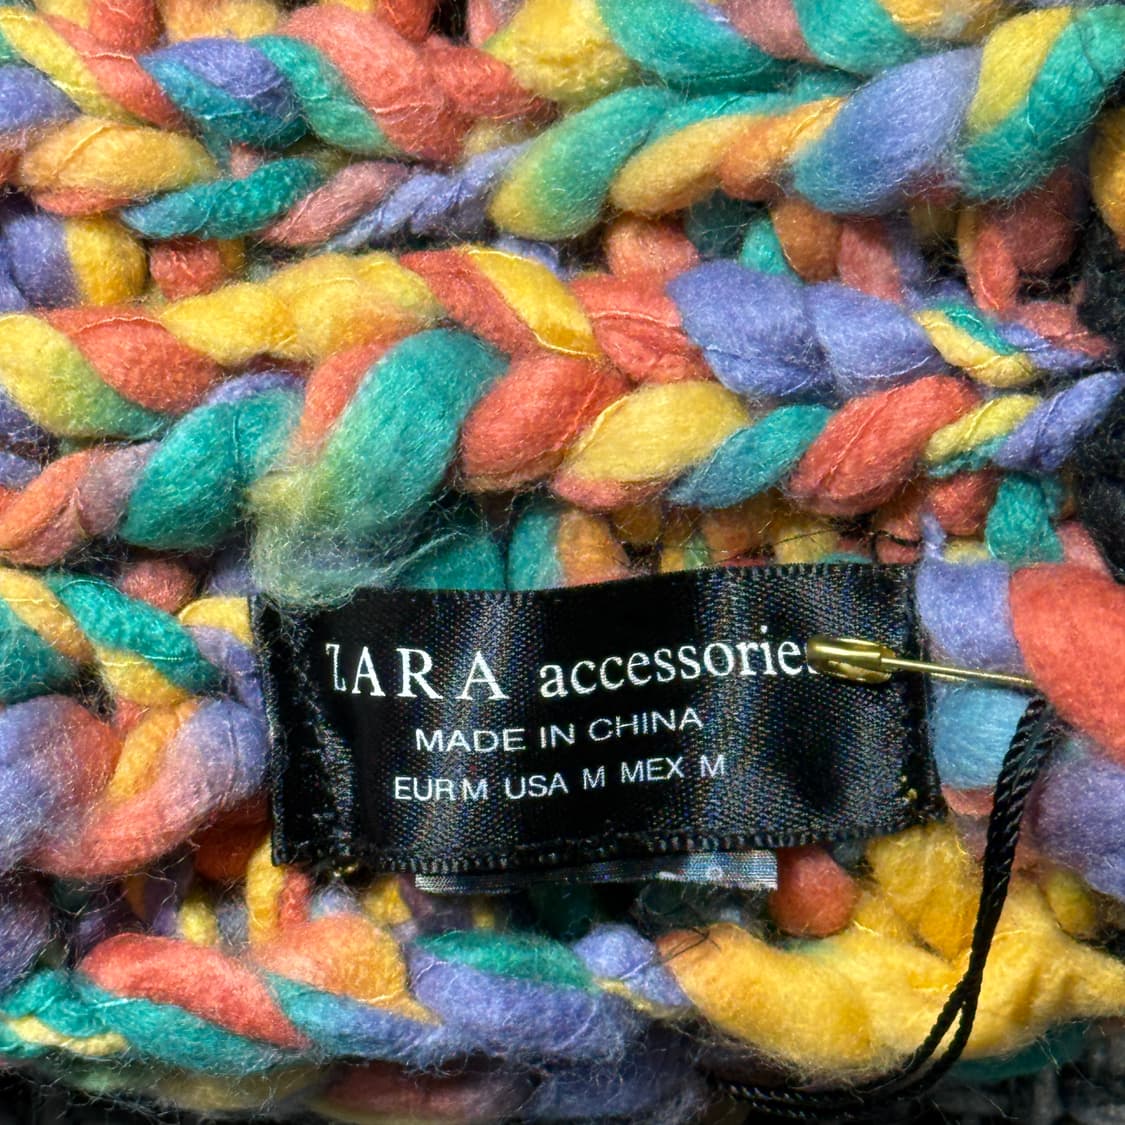 ZARA accessories
MADE IN CHINA
EUR M USA M MEX M